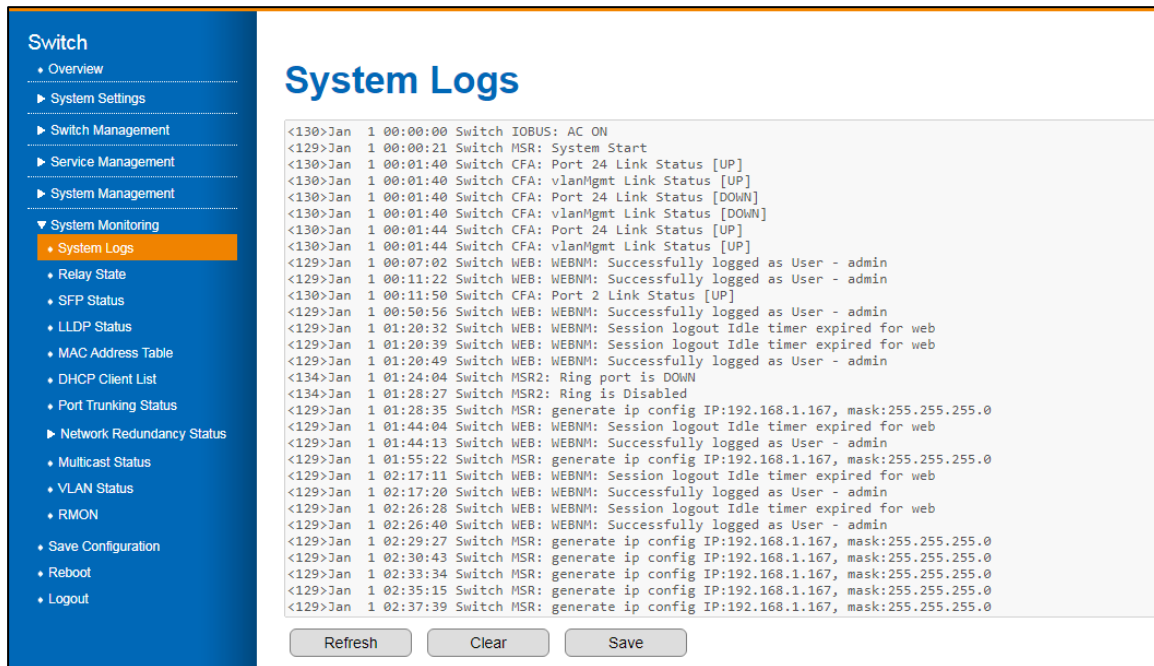 Switch
Overview
System Settings
Switch Management
Service Management
System Management
System Monitoring
System Logs
Relay State
SFP Status
LLDP Status
MAC Address Table
DHCP Client List
Port Trunking Status
Network Redundancy Status
Multicast Status
VLAN Status
RMON
Save Configuration
Reboot
Logout
System Logs
<130>Jan  1 00:00:00 Switch IOBUS: AC ON
<129>Jan  1 00:00:21 Switch MSR: System Start
<130>Jan  1 00:01:40 Switch CFA: Port 24 Link Status [UP]
<130>Jan  1 00:01:40 Switch CFA: vlanMgmt Link Status [UP]
<130>Jan  1 00:01:40 Switch CFA: Port 24 Link Status [DOWN]
<130>Jan  1 00:01:40 Switch CFA: vlanMgmt Link Status [DOWN]
<130>Jan  1 00:01:44 Switch CFA: Port 24 Link Status [UP]
<130>Jan  1 00:01:44 Switch CFA: vlanMgmt Link Status [UP]
<129>Jan  1 00:07:02 Switch WEB: WEBNM: Successfully logged as User - admin
<129>Jan  1 00:11:22 Switch WEB: WEBNM: Successfully logged as User - admin
<130>Jan  1 00:11:50 Switch CFA: Port 2 Link Status [UP]
<129>Jan  1 00:50:56 Switch WEB: WEBNM: Successfully logged as User - admin
<129>Jan  1 01:20:32 Switch WEB: WEBNM: Session logout Idle timer expired for web
<129>Jan  1 01:20:39 Switch WEB: WEBNM: Session logout Idle timer expired for web
<129>Jan  1 01:20:49 Switch WEB: WEBNM: Successfully logged as User - admin
<134>Jan  1 01:24:04 Switch MSR2: Ring port is DOWN
<134>Jan  1 01:28:27 Switch MSR2: Ring is Disabled
<129>Jan  1 01:28:35 Switch MSR: generate ip config IP:192.168.1.167, mask:255.255.255.0
<129>Jan  1 01:44:04 Switch WEB: WEBNM: Session logout Idle timer expired for web
<129>Jan  1 01:44:13 Switch WEB: WEBNM: Successfully logged as User - admin
<129>Jan  1 01:55:22 Switch MSR: generate ip config IP:192.168.1.167, mask:255.255.255.0
<129>Jan  1 02:17:11 Switch WEB: WEBNM: Session logout Idle timer expired for web
<129>Jan  1 02:17:20 Switch WEB: WEBNM: Successfully logged as User - admin
<129>Jan  1 02:26:28 Switch WEB: WEBNM: Session logout Idle timer expired for web
<129>Jan  1 02:26:40 Switch WEB: WEBNM: Successfully logged as User - admin
<129>Jan  1 02:29:27 Switch MSR: generate ip config IP:192.168.1.167, mask:255.255.255.0
<129>Jan  1 02:30:43 Switch MSR: generate ip config IP:192.168.1.167, mask:255.255.255.0
<129>Jan  1 02:33:34 Switch MSR: generate ip config IP:192.168.1.167, mask:255.255.255.0
<129>Jan  1 02:35:15 Switch MSR: generate ip config IP:192.168.1.167, mask:255.255.255.0
<129>Jan  1 02:37:39 Switch MSR: generate ip config IP:192.168.1.167, mask:255.255.255.0
Refresh Clear Save